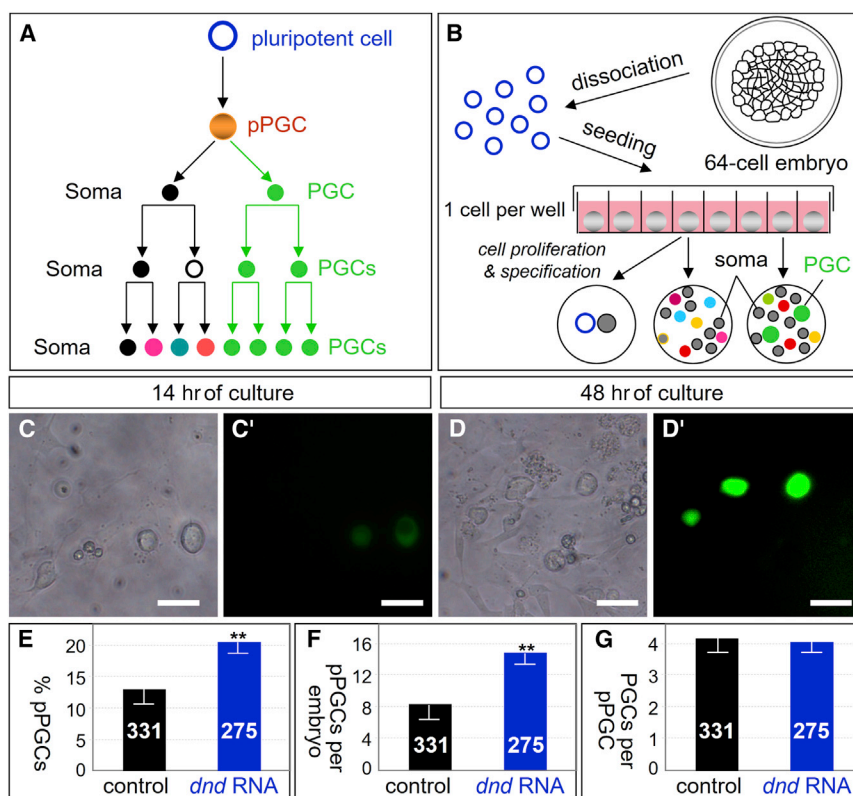 A
pluripotent cell
pPGC
Soma
PGC
Soma
PGCs
Soma
PGCs
B
dissociation
seeding
64-cell embryo
1 cell per well
cell proliferation
& specification
soma
PGC
14 hr of culture
48 hr of culture
C
C'
D
D'
E
% pPGCs
20
15
10
5
0
**
331
275
control
dnd RNA
F
pPGCs per
embryo
16
12
8
4
0
**
331
275
control
dnd RNA
G
PGCs per
pPGC
4
3
2
1
0
331
275
control
dnd RNA